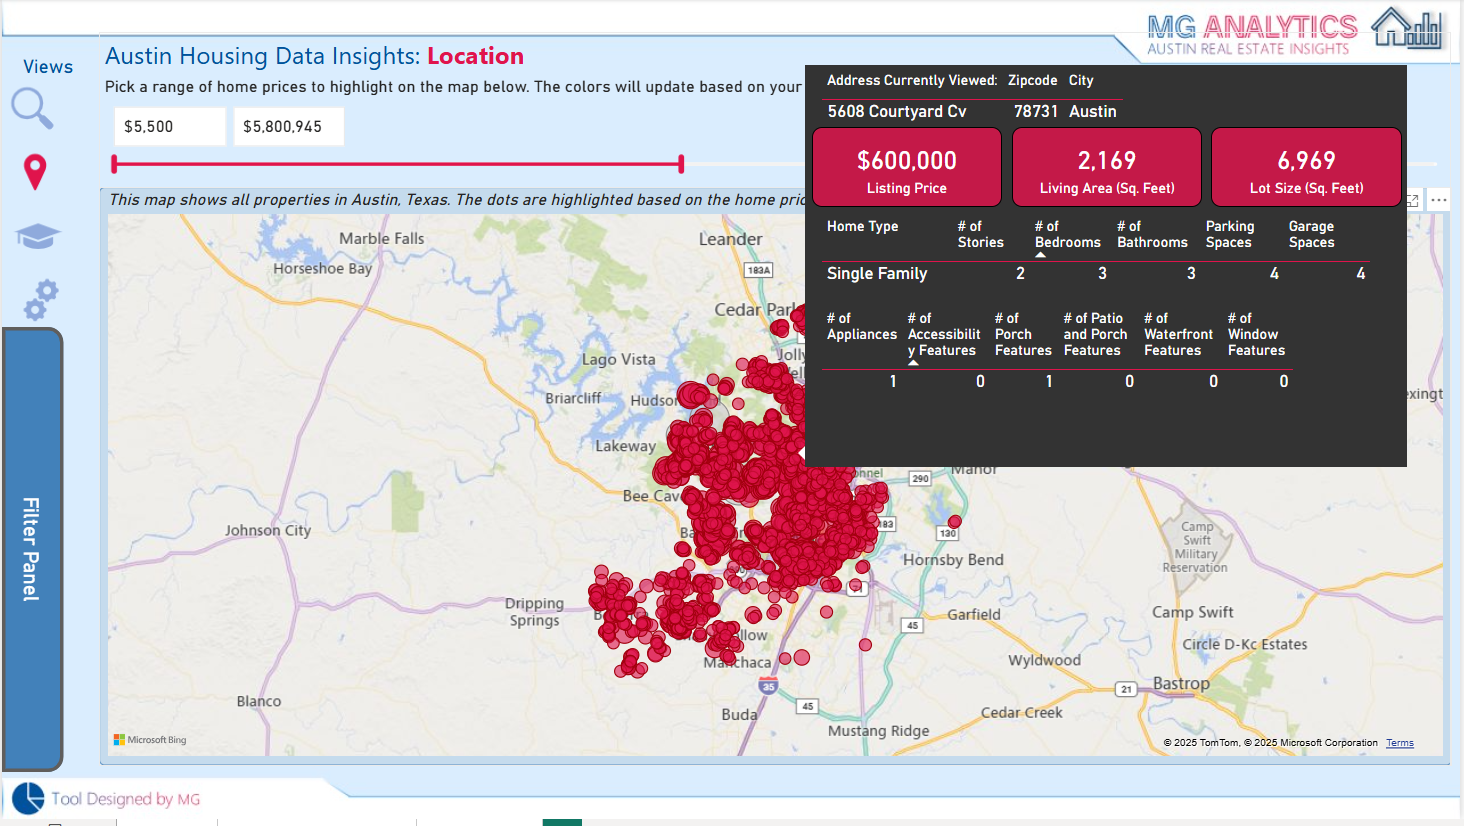 MG ANALYTICS
AUSTIN REAL ESTATE INSIGHTS
Views
Austin Housing Data Insights: Location
Pick a range of home prices to highlight on the map below. The colors will update based on your
$5,500
$5,800,945
This map shows all properties in Austin, Texas. The dots are highlighted based on the home pric
Address Currently Viewed: Zipcode City
5608 Courtyard Cv 78731 Austin
$600,000
Listing Price
2,169
Living Area (Sq. Feet)
6,969
Lot Size (Sq. Feet)
Home Type # of Stories # of Bedrooms # of Bathrooms Parking Spaces Garage Spaces
Single Family 2 3 3 4 4
# of Appliances # of Accessibility Features # of Porch Features # of Patio and Porch Features # of Waterfront Features # of Window Features
1 0 1 0 0 0
Marble Falls
Horseshoe Bay
Leander
183A
Cedar Park
Lago Vista
Jolly
Briarcliff
Hudso
Lakeway
Bee Cav
exingt
Manor
290
183
130
Johnson City
Camp Swift Military Reservation
Hornsby Bend
Dripping Springs
Garfield
Camp Swift
45
Circle D-Kc Estates
Manchaca
Wyldwood
35
21
Bastrop
Blanco
Buda
45
Cedar Creek
Mustang Ridge
Microsoft Bing
© 2025 TomTom, © 2025 Microsoft Corporation Terms
Filter Panel
Tool Designed by MG